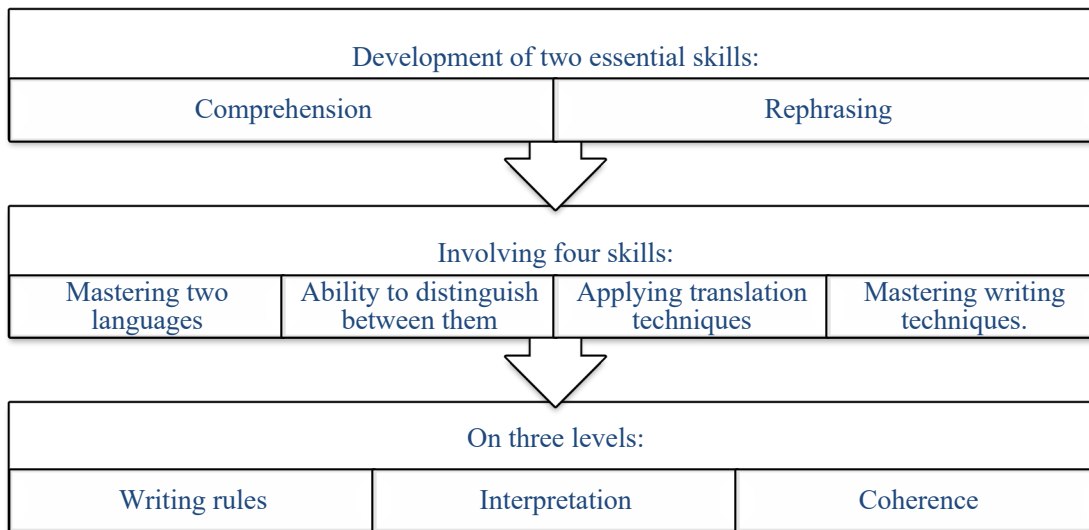 Development of two essential skills:
Comprehension
Rephrasing
Involving four skills:
Mastering two
languages
Ability to distinguish
between them
Applying translation
techniques
Mastering writing
techniques.
On three levels:
Writing rules
Interpretation
Coherence